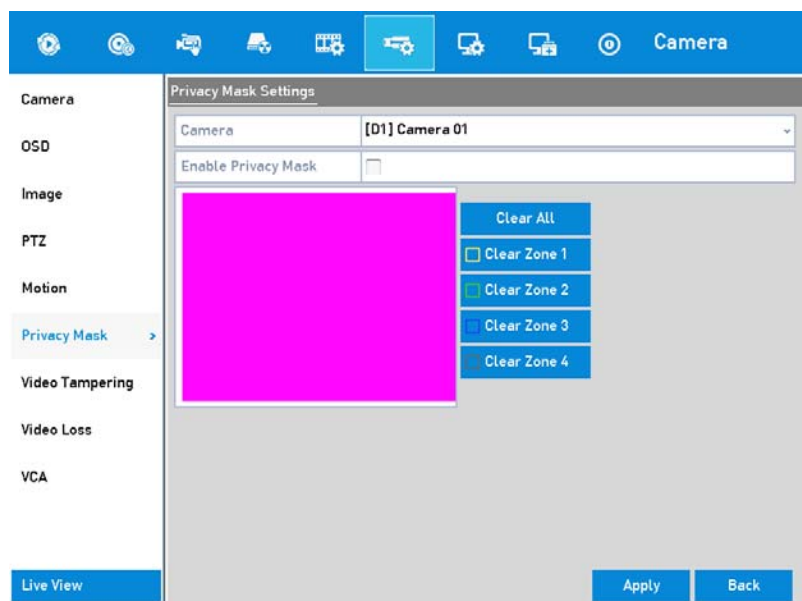 Camera
Camera
OSD
Image
PTZ
Motion
Privacy Mask >
Video Tampering
Video Loss
VCA
Live View
Privacy Mask Settings
Camera [D1] Camera 01
Enable Privacy Mask
Clear All
Clear Zone 1
Clear Zone 2
Clear Zone 3
Clear Zone 4
Apply Back